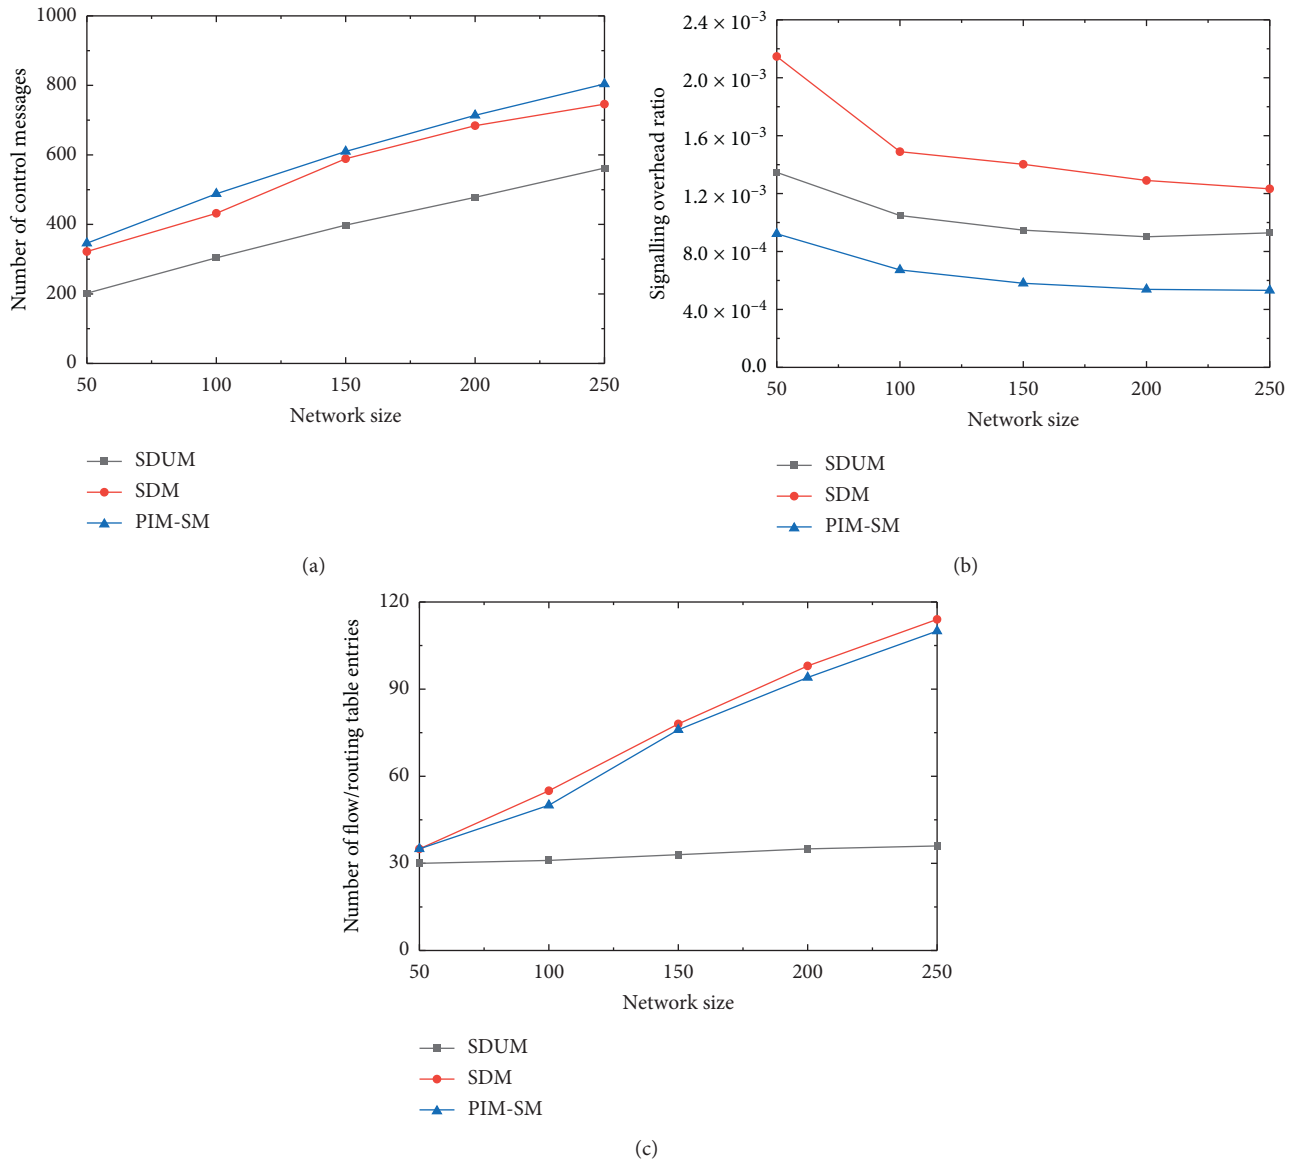 Number of control messages
1000
800
600
400
200
0
50 100 150 200 250
Network size
SDUM
SDM
PIM-SM
(a)
Signalling overhead ratio
2.4 × 10⁻³
2.0 × 10⁻³
1.6 × 10⁻³
1.2 × 10⁻³
8.0 × 10⁻⁴
4.0 × 10⁻⁴
0.0
50 100 150 200 250
Network size
SDUM
SDM
PIM-SM
(b)
Number of flow/routing table entries
120
90
60
30
0
50 100 150 200 250
Network size
SDUM
SDM
PIM-SM
(c)